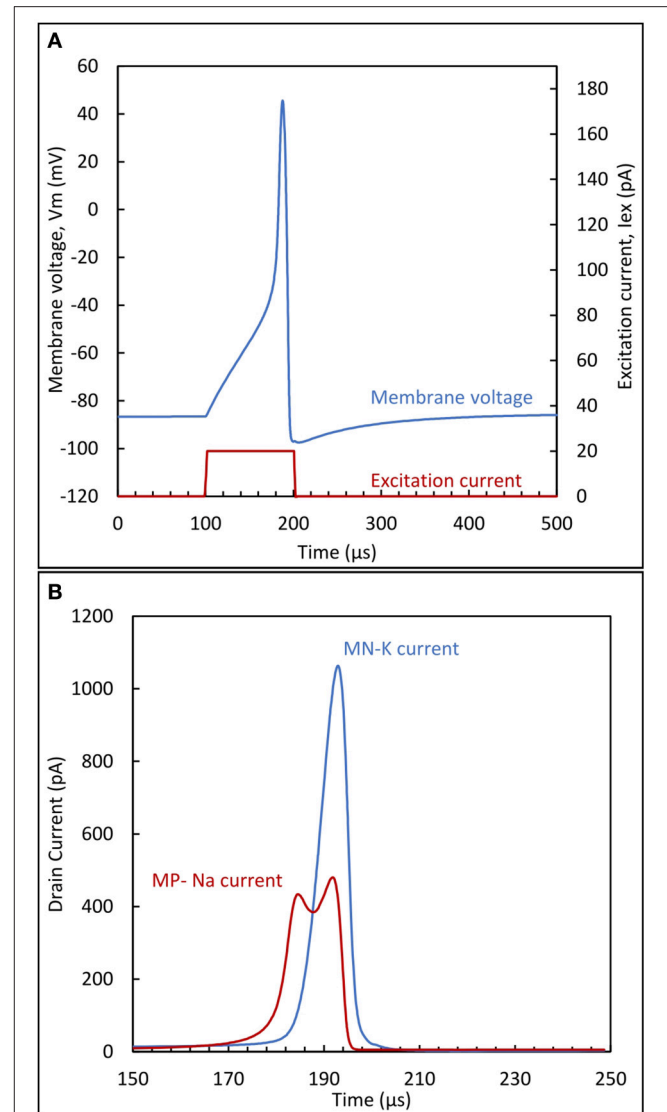 A
60
40
20
0
-20
-40
-60
-80
-100
-120
Membrane voltage, Vm (mV)
180
160
140
120
100
80
60
40
20
0
Excitation current, Iex (pA)
Membrane voltage
Excitation current
0 100 200 300 400 500
Time (µs)
B
1200
1000
800
600
400
200
0
Drain Current (pA)
MN-K current
MP- Na current
150 170 190 210 230 250
Time (µs)